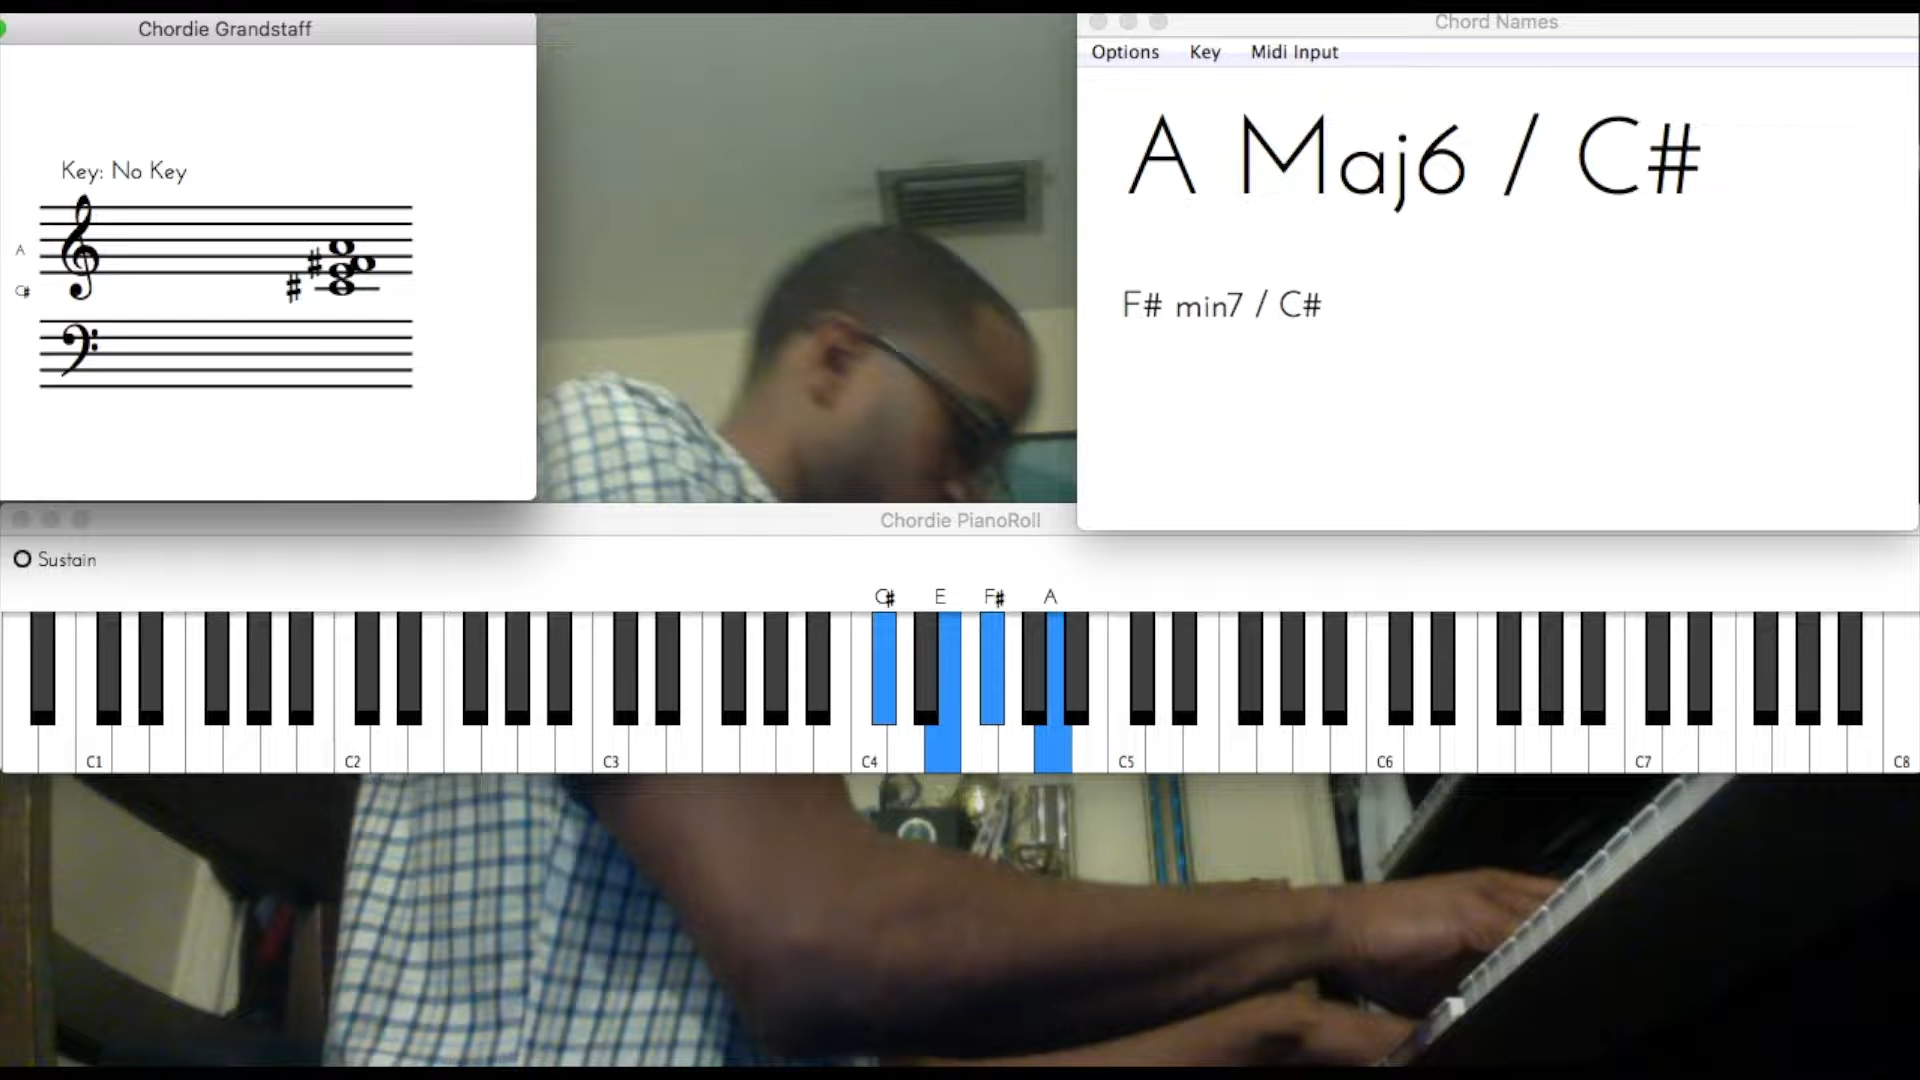 Chordie Grandstaff
Chord Names
Options Key Midi Input
A Maj6 / C#
F# min7 / C#
Key: No Key
A
C#
Chordie PianoRoll
Sustain
C# E F# A
C1 C2 C3 C4 C5 C6 C7 C8